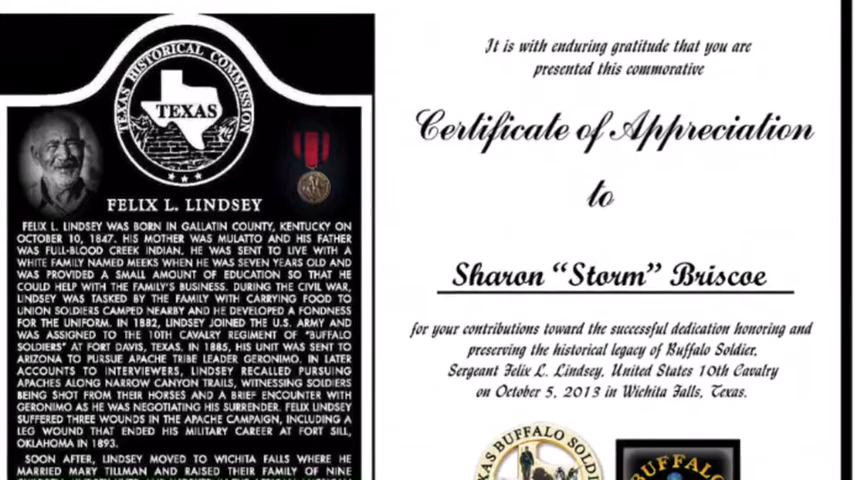 TEXAS HISTORICAL COMMISSION
TEXAS
FELIX L. LINDSEY
FELIX L. LINDSEY WAS BORN IN GALLATIN COUNTY, KENTUCKY ON
OCTOBER 10, 1847. HIS MOTHER WAS MULATTO AND HIS FATHER
WAS FULL-BLOOD CREEK INDIAN. HE WAS SENT TO LIVE WITH A
WHITE FAMILY NAMED MEEKS WHEN HE WAS SEVEN YEARS OLD AND
WAS PROVIDED A SMALL AMOUNT OF EDUCATION SO THAT HE
COULD HELP WITH THE FAMILY'S BUSINESS. DURING THE CIVIL WAR,
LINDSEY WAS TASKED BY THE FAMILY WITH CARRYING FOOD TO
UNION SOLDIERS CAMPED NEARBY AND HE DEVELOPED A FONDNESS
FOR THE UNIFORM. IN 1882, LINDSEY JOINED THE U.S. ARMY AND
WAS ASSIGNED TO THE 10TH CAVALRY REGIMENT OF "BUFFALO
SOLDIERS" AT FORT DAVIS, TEXAS. IN 1885, HIS UNIT WAS SENT TO
ARIZONA TO PURSUE APACHE TRIBE LEADER GERONIMO. IN LATER
ACCOUNTS TO INTERVIEWERS, LINDSEY RECALLED PURSUING
APACHES ALONG NARROW CANYON TRAILS, WITNESSING SOLDIERS
BEING SHOT FROM THEIR HORSES AND A BRIEF ENCOUNTER WITH
GERONIMO AS HE WAS NEGOTIATING HIS SURRENDER. FELIX LINDSEY
SUFFERED THREE WOUNDS IN THE APACHE CAMPAIGN, INCLUDING A
LEG WOUND THAT ENDED HIS MILITARY CAREER AT FORT SILL,
OKLAHOMA IN 1893.
SOON AFTER, LINDSEY MOVED TO WICHITA FALLS WHERE HE
MARRIED MARY TILLMAN AND RAISED THEIR FAMILY OF NINE
It is with enduring gratitude that you are
presented this commorative
Certificate of Appreciation
to
Sharon "Storm" Briscoe
for your contributions toward the successful dedication honoring and
preserving the historical legacy of Buffalo Soldier,
Sergeant Felix L. Lindsey, United States 10th Cavalry
on October 5, 2013 in Wichita Falls, Texas.
XAS BUFFALO SOLDI
BUFFALO